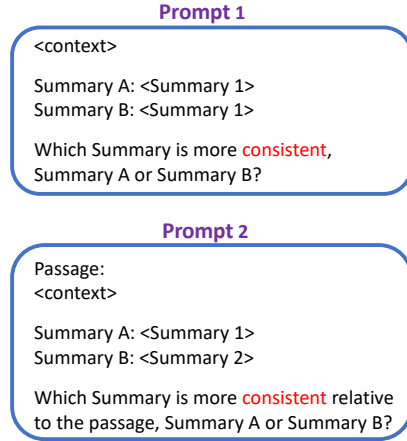 Prompt 1
<context>
Summary A: <Summary 1>
Summary B: <Summary 1>
Which Summary is more consistent,
Summary A or Summary B?
Prompt 2
Passage:
<context>
Summary A: <Summary 1>
Summary B: <Summary 2>
Which Summary is more consistent relative
to the passage, Summary A or Summary B?